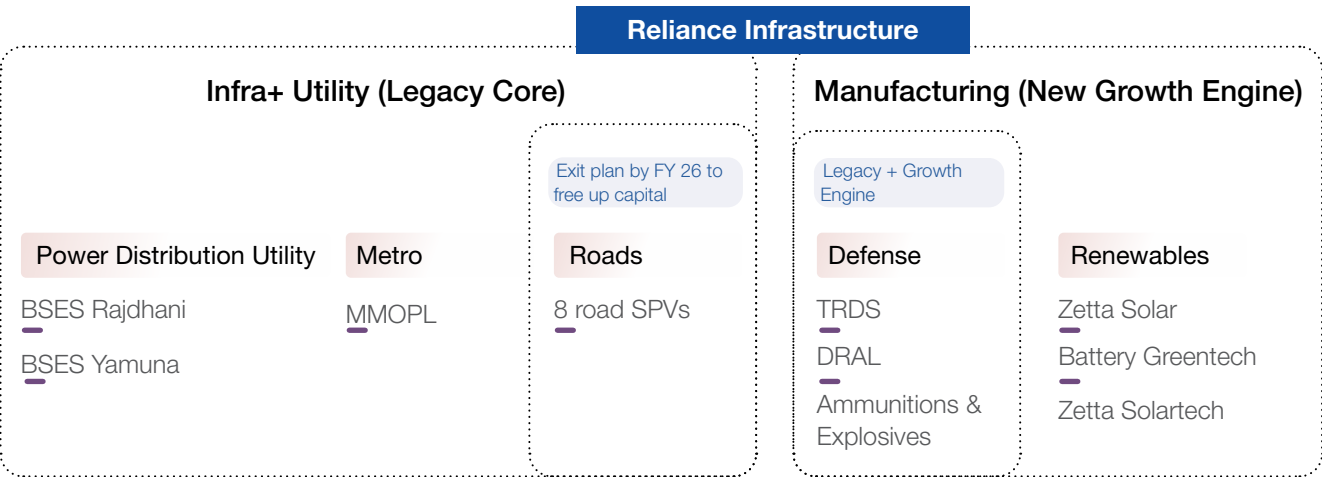 Reliance Infrastructure
Infra+ Utility (Legacy Core)
Exit plan by FY 26 to
free up capital
Power Distribution Utility
BSES Rajdhani
BSES Yamuna
Metro
MMOPL
Roads
8 road SPVs
Manufacturing (New Growth Engine)
Legacy + Growth
Engine
Defense
TRDS
DRAL
Ammunitions &
Explosives
Renewables
Zetta Solar
Battery Greentech
Zetta Solartech